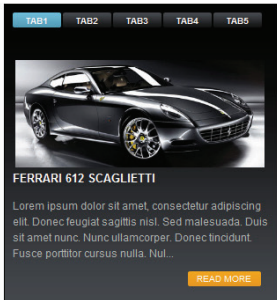 TAB1 TAB2 TAB3 TAB4 TAB5
FERRARI 612 SCAGLIETTI
Lorem ipsum dolor sit amet, consectetur adipiscing
elit. Donec feugiat sagittis nisl. Sed malesuada. Duis
sit amet nunc. Nunc ullamcorper. Donec tincidunt.
Fusce porttitor cursus nulla. Nul...
READ MORE